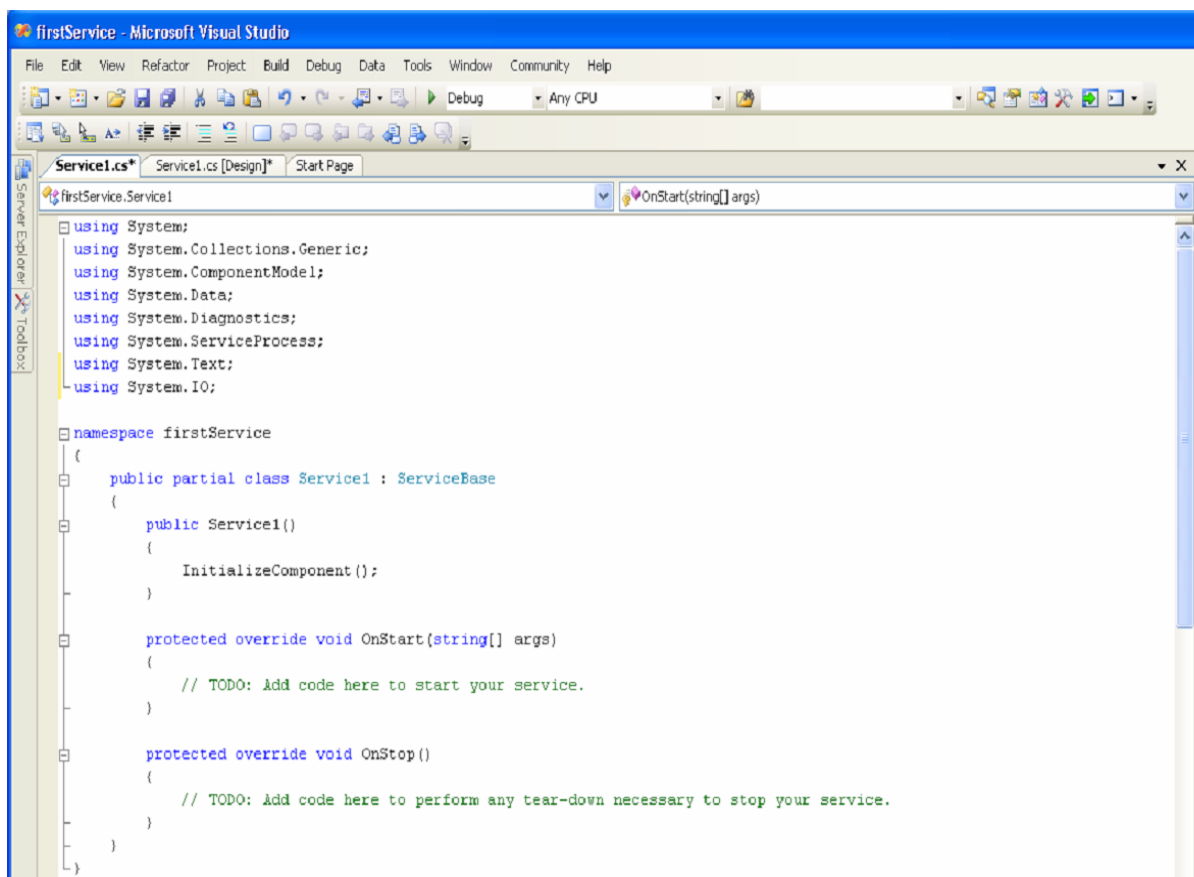 firstService - Microsoft Visual Studio
File Edit View Refactor Project Build Debug Data Tools Window Community Help
Debug Any CPU
Service1.cs* Service1.cs [Design]* Start Page X
firstService.Service1 OnStart(string[] args)
Server Explorer
Toolbox
using System;
using System.Collections.Generic;
using System.ComponentModel;
using System.Data;
using System.Diagnostics;
using System.ServiceProcess;
using System.Text;
using System.IO;
namespace firstService
{
public partial class Service1 : ServiceBase
{
public Service1()
{
InitializeComponent();
}
protected override void OnStart(string[] args)
{
// TODO: Add code here to start your service.
}
protected override void OnStop()
{
// TODO: Add code here to perform any tear-down necessary to stop your service.
}
}
}